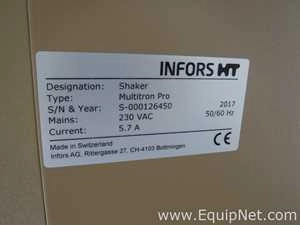 INFORS HT
Designation: Shaker
Type: Multitron Pro
S/N & Year: S-000126450 2017
Mains: 230 VAC 50/60 Hz
Current: 5.7 A
Made in Switzerland
Infors AG, Rittergasse 27, CH-4103 Bottmingen
CE
www.EquipNet.com